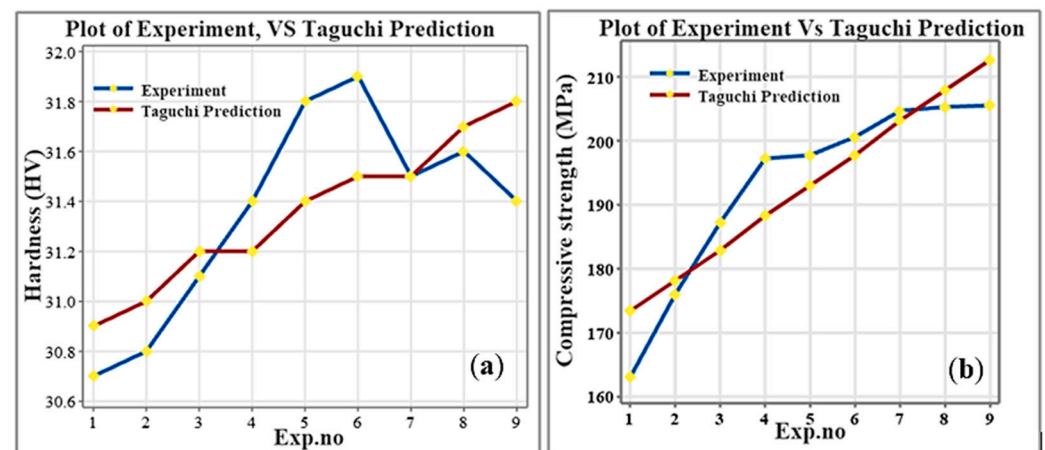 Plot of Experiment, VS Taguchi Prediction
32.0
31.8
31.6
31.4
31.2
31.0
30.8
30.6
Hardness (HV)
Experiment
Taguchi Prediction
(a)
1 2 3 4 5 6 7 8 9
Exp.no
Plot of Experiment Vs Taguchi Prediction
210
200
190
180
170
160
Compressive strength (MPa)
Experiment
Taguchi Prediction
(b)
1 2 3 4 5 6 7 8 9
Exp.no